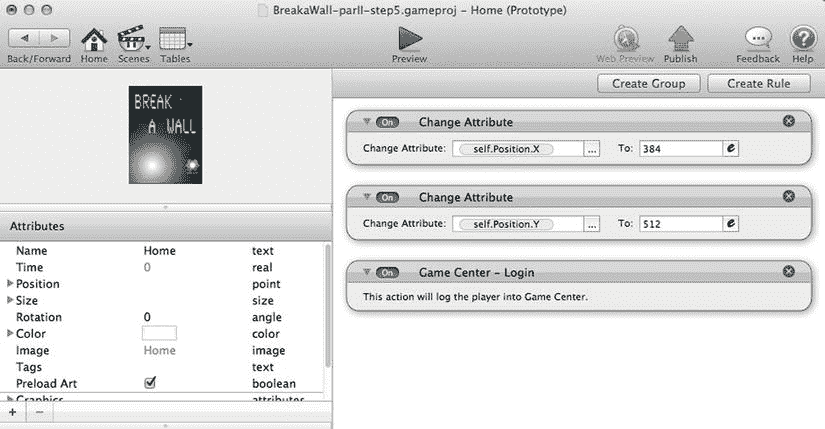 BreakaWall-parII-step5.gameproj – Home (Prototype)
Back/Forward Home Scenes Tables Preview Web Preview Publish Feedback Help
Create Group Create Rule
BREAK
A WALL
On Change Attribute
Change Attribute: self.Position.X ... To: 384 e
On Change Attribute
Change Attribute: self.Position.Y ... To: 512 e
On Game Center – Login
This action will log the player into Game Center.
Attributes
Name Home text
Time 0 real
Position point
Size size
Rotation 0 angle
Color color
Image Home image
Tags text
Preload Art boolean
Graphics attributes
+ −